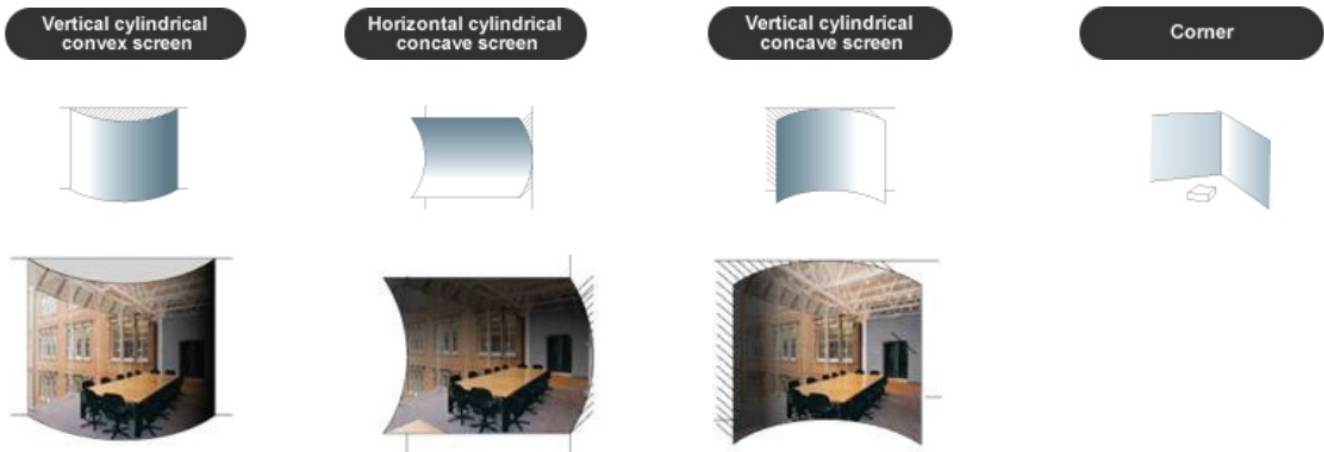 Vertical cylindrical
convex screen
Horizontal cylindrical
concave screen
Vertical cylindrical
concave screen
Corner